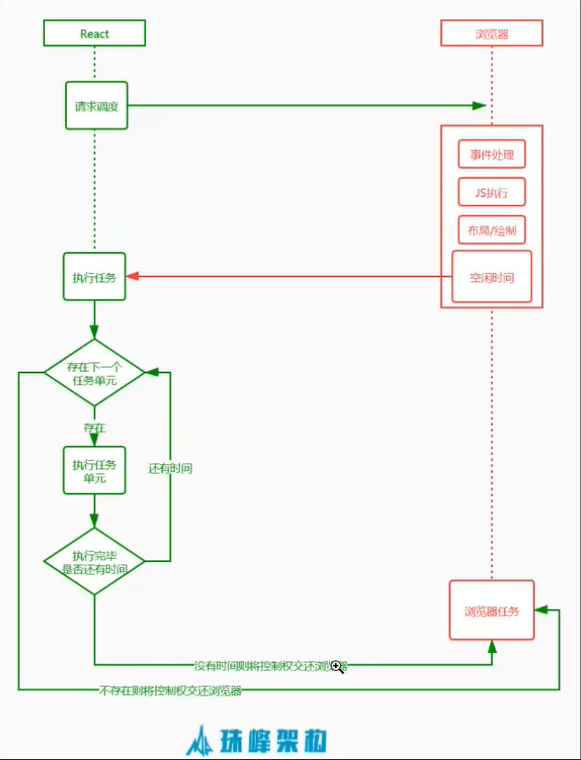 React
浏览器
请求调度
事件处理
JS执行
布局/绘制
空闲时间
执行任务
存在下一个
任务单元
存在
执行任务
单元
还有时间
执行完毕
是否还有时间
浏览器任务
没有时间则将控制权交还浏览器
不存在则将控制权交还浏览器
珠峰架构